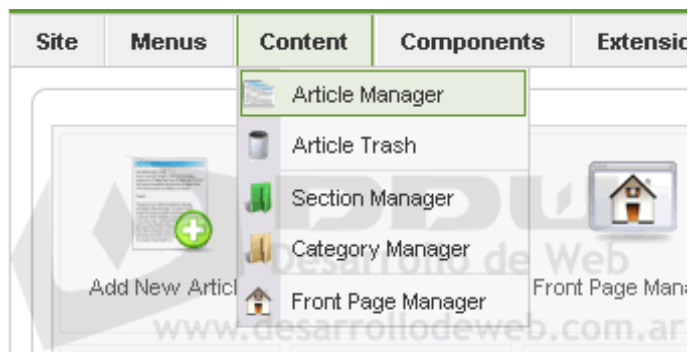 Site Menus Content Components Extensio
Article Manager
Article Trash
Section Manager
DDW
Category Manager
Desarrollo de Web
Add New Articl
Front Page Manager
Front Page Mana
www.desarrollodeweb.com.ar